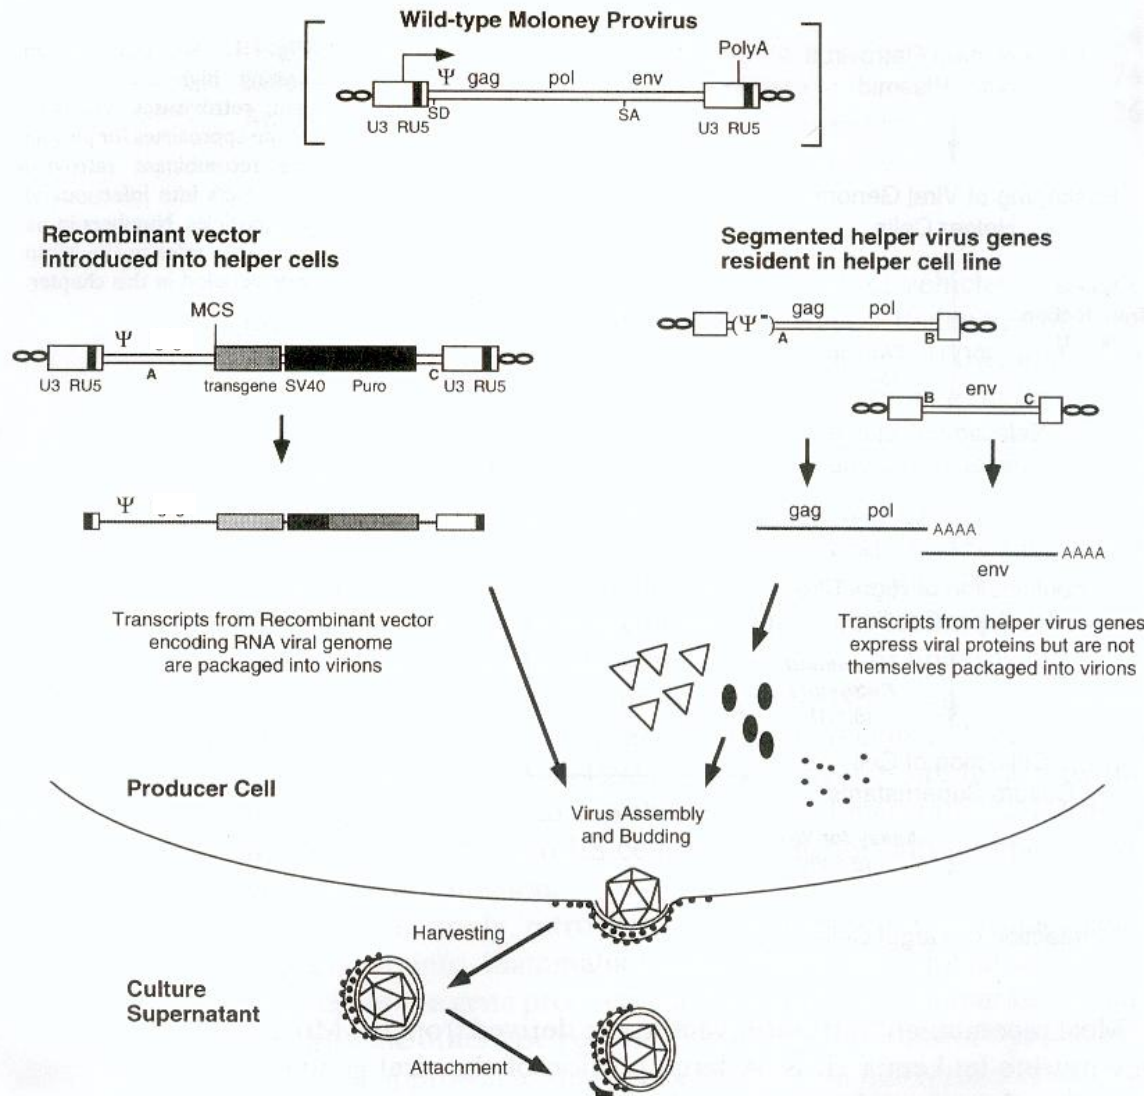 Wild-type Moloney Provirus
PolyA
Ψ gag pol env
SD SA
U3 RU5 U3 RU5
Recombinant vector
introduced into helper cells
MCS
Ψ
A C
U3 RU5 transgene SV40 Puro U3 RU5
Ψ
Transcripts from Recombinant vector
encoding RNA viral genome
are packaged into virions
Segmented helper virus genes
resident in helper cell line
gag pol
(Ψ-)
A B
env
B C
gag pol
AAAA
AAAA
env
Transcripts from helper virus genes
express viral proteins but are not
themselves packaged into virions
Producer Cell
Virus Assembly
and Budding
Harvesting
Culture
Supernatant
Attachment